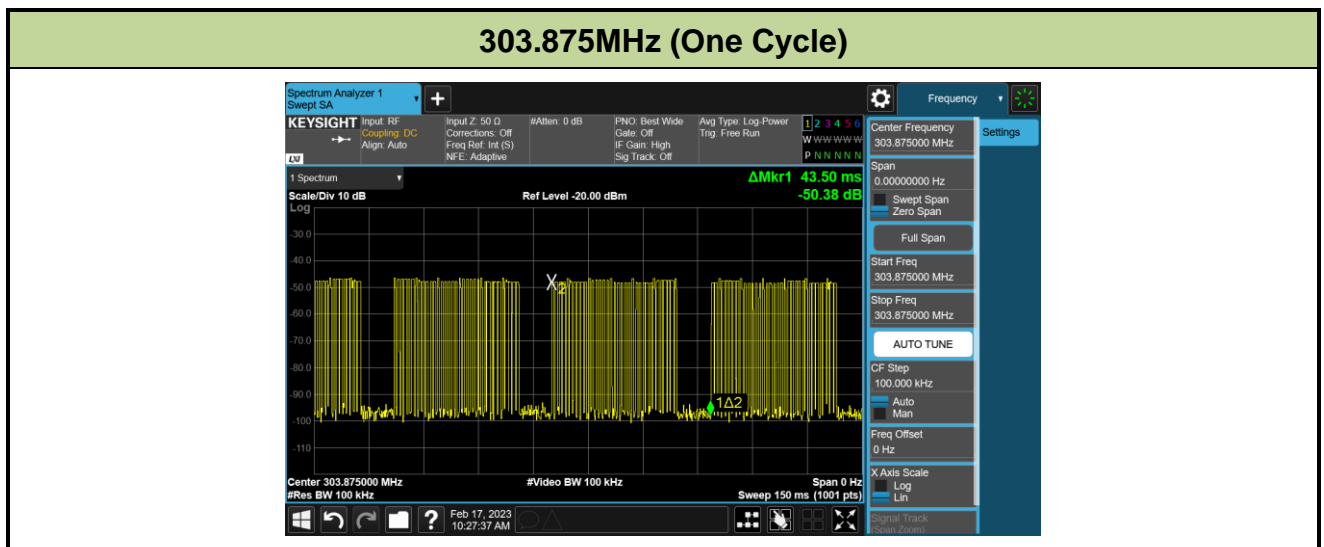 303.875MHz (One Cycle)
Spectrum Analyzer 1
Swept SA
+
Frequency
KEYSIGHT
Input: RF
Coupling: DC
Align: Auto
Input Z: 50 Ω
Corrections: Off
Freq Ref: Int (S)
NFE: Adaptive
#Atten: 0 dB
PNO: Best Wide
Gate: Off
IF Gain: High
Sig Track: Off
Avg Type: Log-Power
Trig: Free Run
1 2 3 4 5 6
W W W W W W
P N N N N N
LXI
1 Spectrum
ΔMkr1 43.50 ms
-50.38 dB
Scale/Div 10 dB
Ref Level -20.00 dBm
Log
-30.0
-40.0
-50.0
-60.0
-70.0
-80.0
-90.0
-100
-110
X2
1Δ2
Center 303.875000 MHz
#Res BW 100 kHz
#Video BW 100 kHz
Span 0 Hz
Sweep 150 ms (1001 pts)
Center Frequency
303.875000 MHz
Settings
Span
0.00000000 Hz
Swept Span
Zero Span
Full Span
Start Freq
303.875000 MHz
Stop Freq
303.875000 MHz
AUTO TUNE
CF Step
100.000 kHz
Auto
Man
Freq Offset
0 Hz
X Axis Scale
Log
Lin
Signal Track
(Span Zoom)
?
Feb 17, 2023
10:27:37 AM